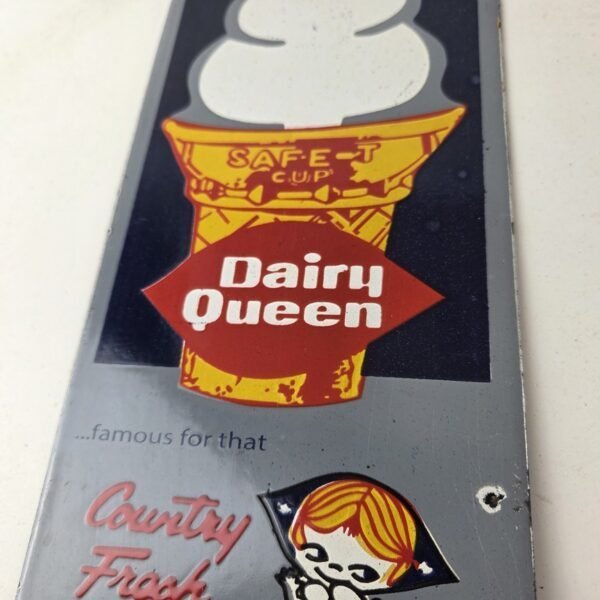 SAF-E-T
CUP
Dairy
Queen
...famous for that
Country
Fresh